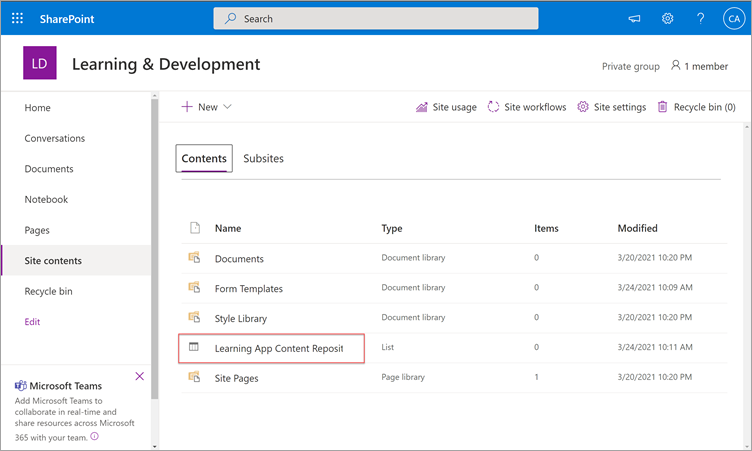 SharePoint
Search
?
CA
LD
Learning & Development
Private group
1 member
Home
Conversations
Documents
Notebook
Pages
Site contents
Recycle bin
Edit
Microsoft Teams
Add Microsoft Teams to
collaborate in real-time and
share resources across Microsoft
365 with your team.
+ New
Site usage
Site workflows
Site settings
Recycle bin (0)
Contents Subsites
Name Type Items Modified
Documents Document library 0 3/20/2021 10:20 PM
Form Templates Document library 0 3/24/2021 10:09 AM
Style Library Document library 0 3/20/2021 10:20 PM
Learning App Content Reposit List 0 3/24/2021 10:11 AM
Site Pages Page library 1 3/20/2021 10:20 PM